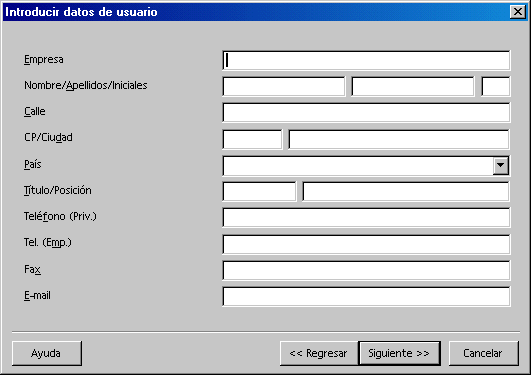 Introducir datos de usuario
Empresa
Nombre/Apellidos/Iniciales
Calle
CP/Ciudad
País
Título/Posición
Teléfono (Priv.)
Tel. (Emp.)
Fax
E-mail
Ayuda << Regresar Siguiente >> Cancelar